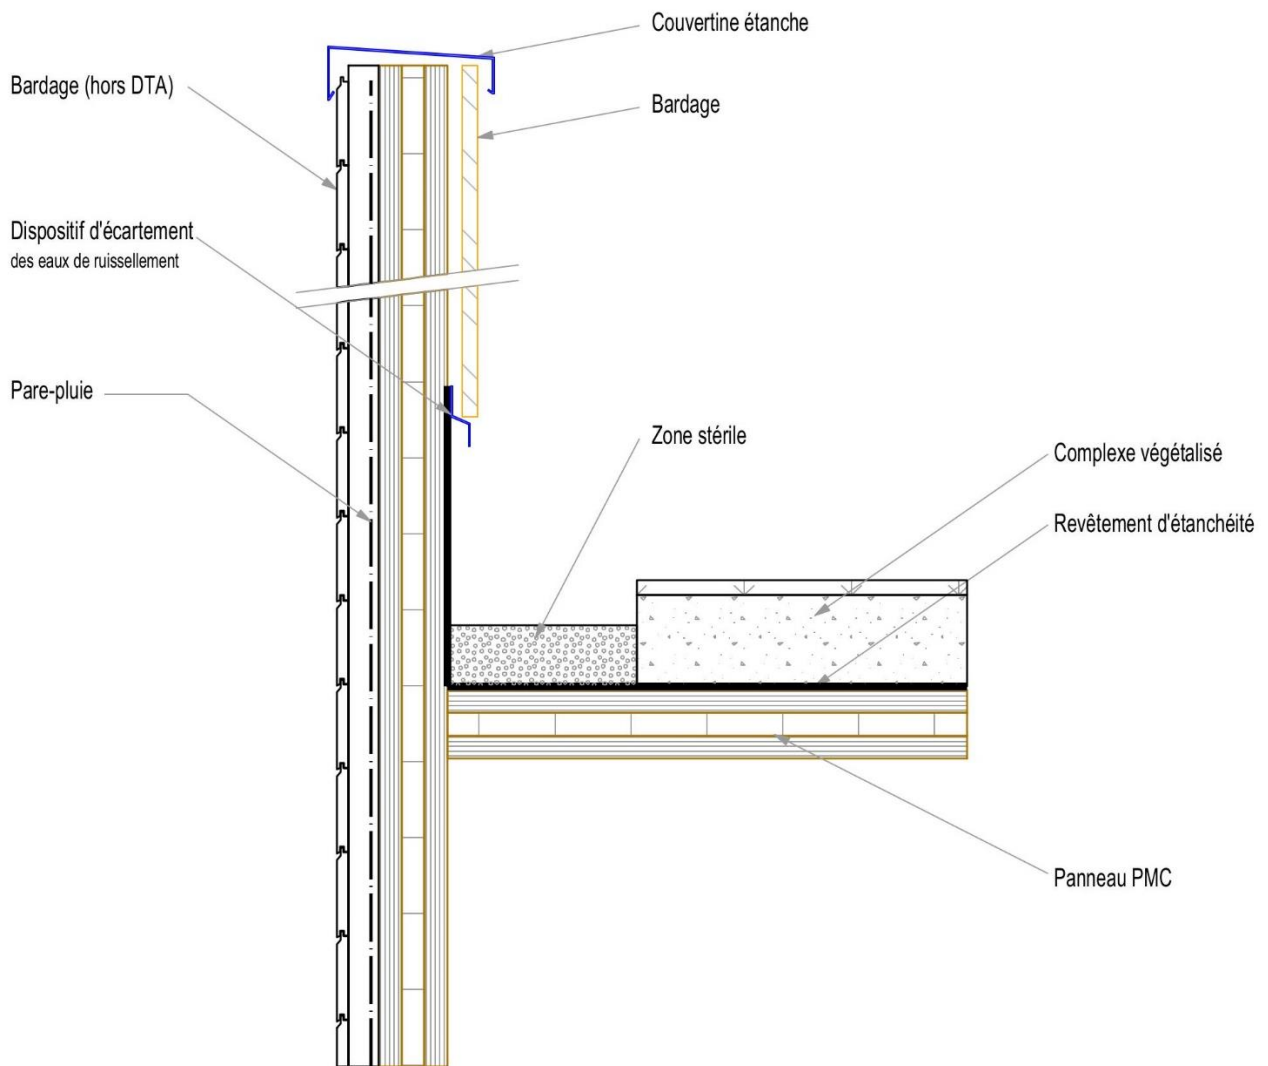 Couvertine étanche
Bardage (hors DTA)
Bardage
Dispositif d'écartement
des eaux de ruissellement
Pare-pluie
Zone stérile
Complexe végétalisé
Revêtement d'étanchéité
Panneau PMC